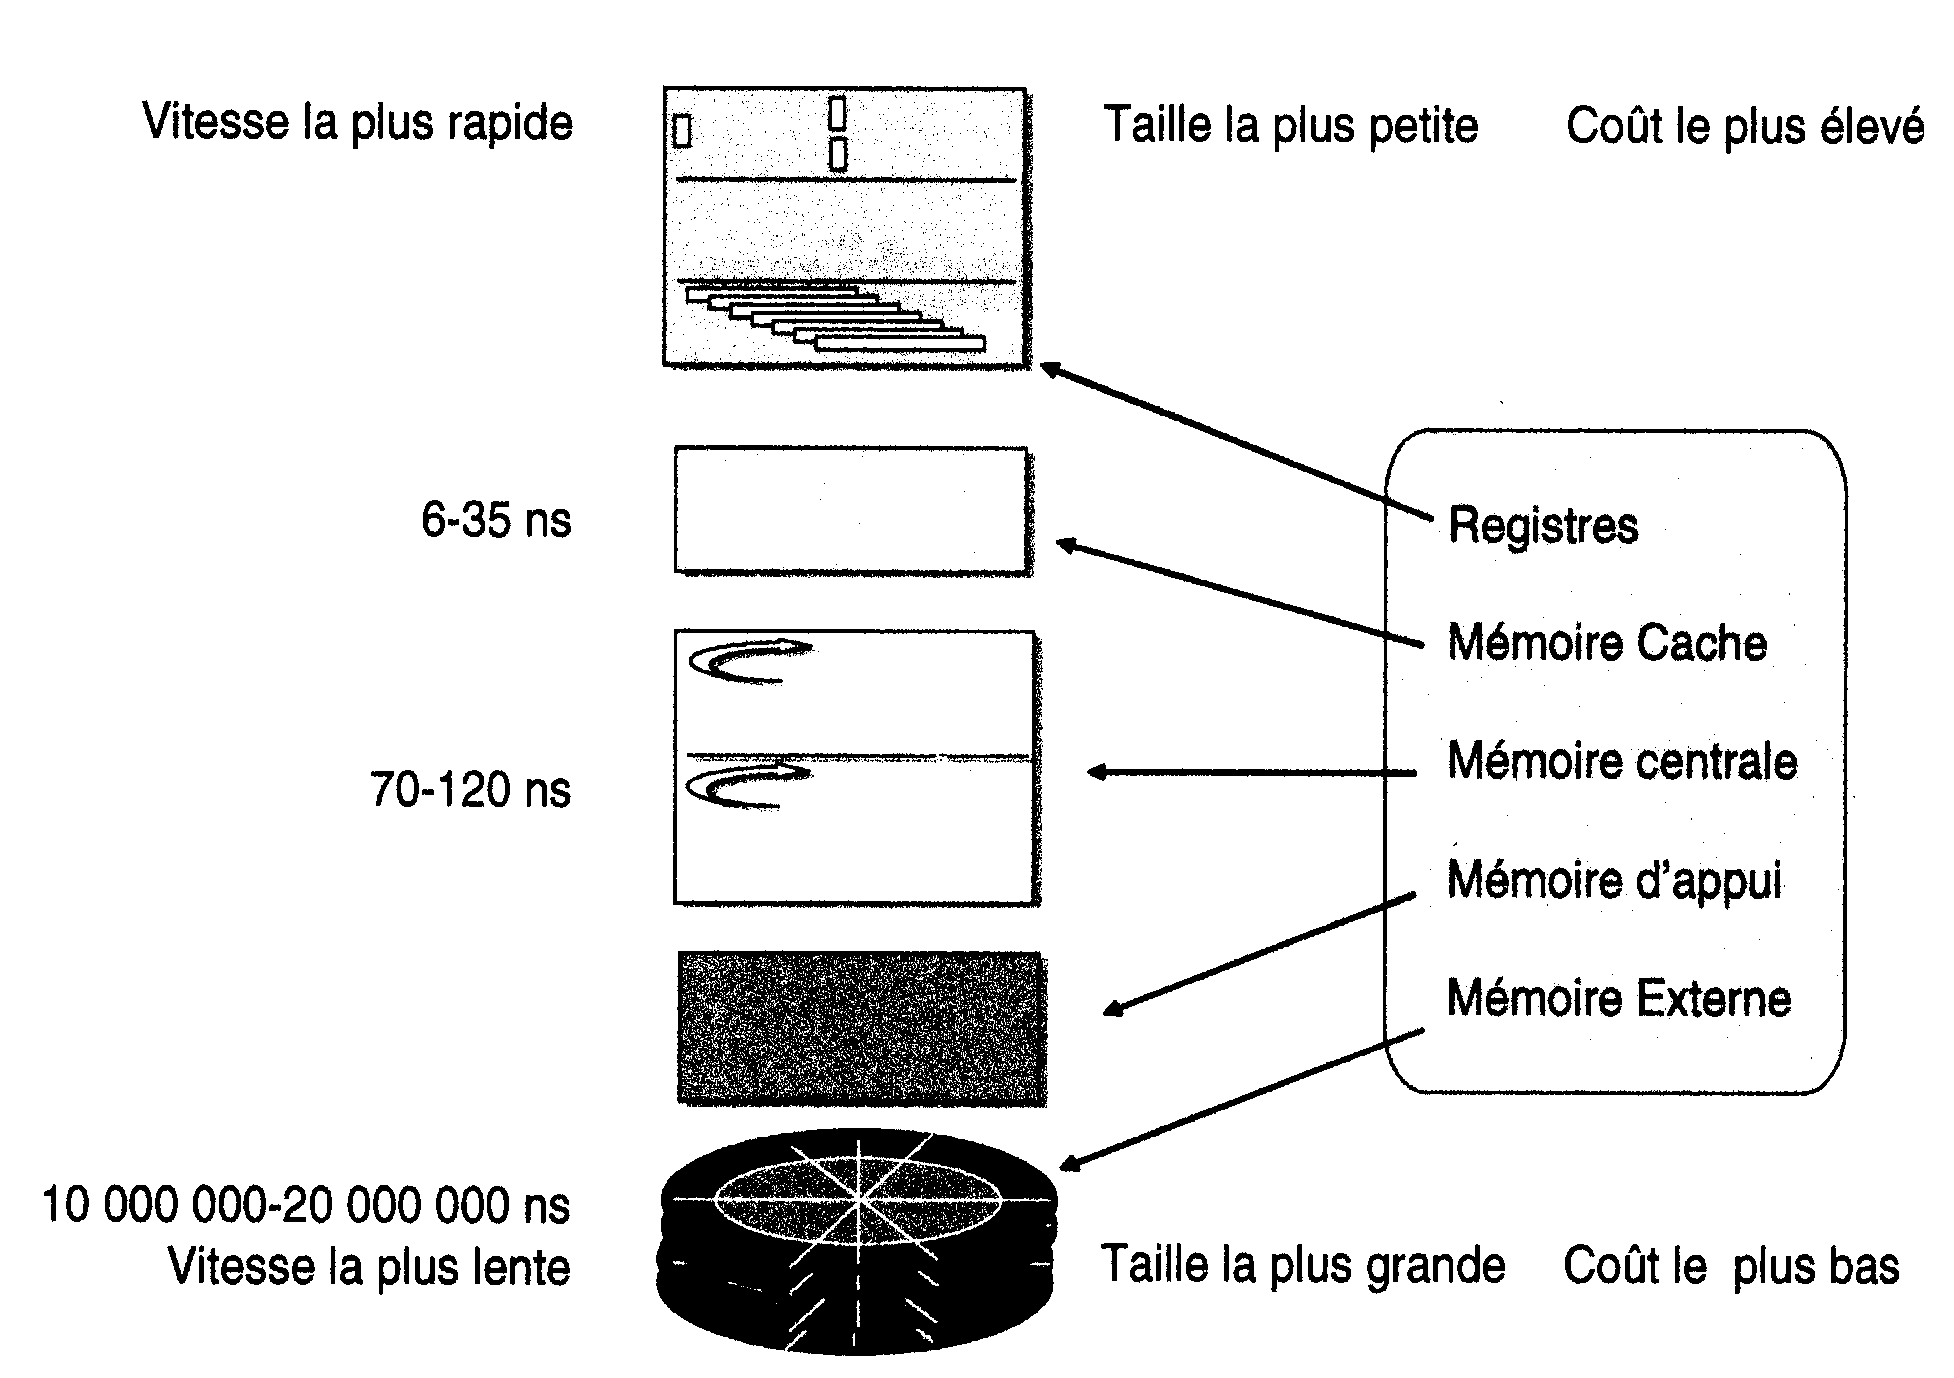 Vitesse la plus rapide
Taille la plus petite
Coût le plus élevé
6-35 ns
Registres
Mémoire Cache
70-120 ns
Mémoire centrale
Mémoire d'appui
Mémoire Externe
10 000 000-20 000 000 ns
Vitesse la plus lente
Taille la plus grande
Coût le plus bas